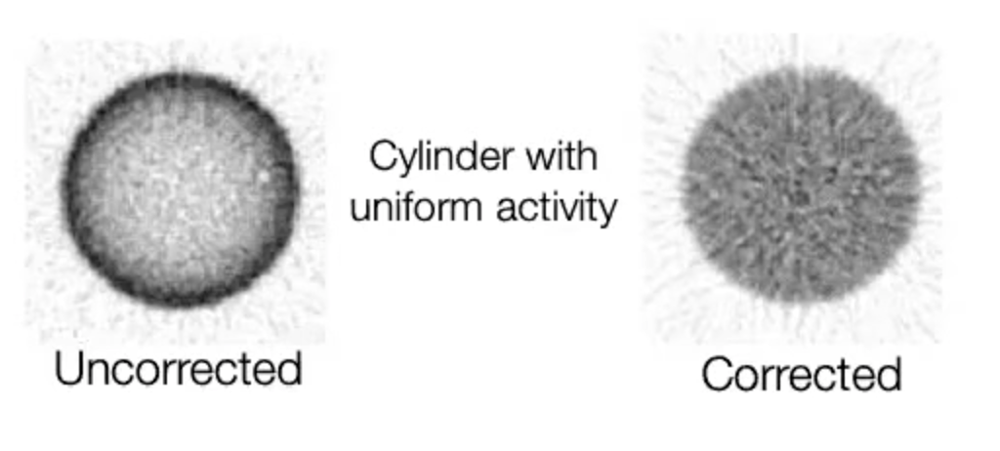 Cylinder with
uniform activity
Uncorrected
Corrected